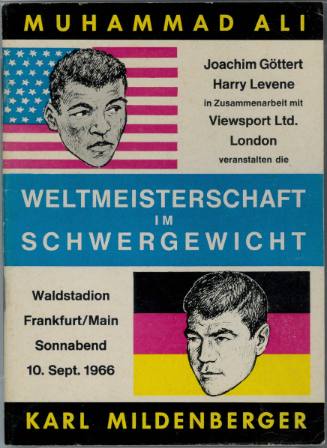 MUHAMMAD ALI
Joachim Göttert
Harry Levene
in Zusammenarbeit mit
Viewsport Ltd.
London
veranstalten die
WELTMEISTERSCHAFT
IM
SCHWERGEWICHT
Waldstadion
Frankfurt/Main
Sonnabend
10. Sept. 1966
KARL MILDENBERGER